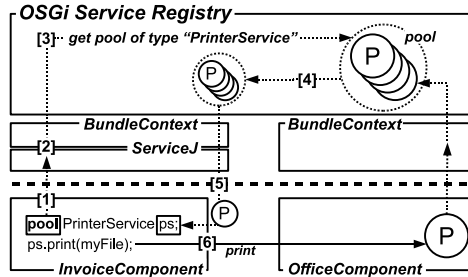 OSGi Service Registry
[3] get pool of type “PrinterService”
pool
P
P
[4]
BundleContext
BundleContext
[2]
ServiceJ
[1]
[5]
pool PrinterService ps;
P
P
ps.print(myFile);
[6]
print
InvoiceComponent
OfficeComponent